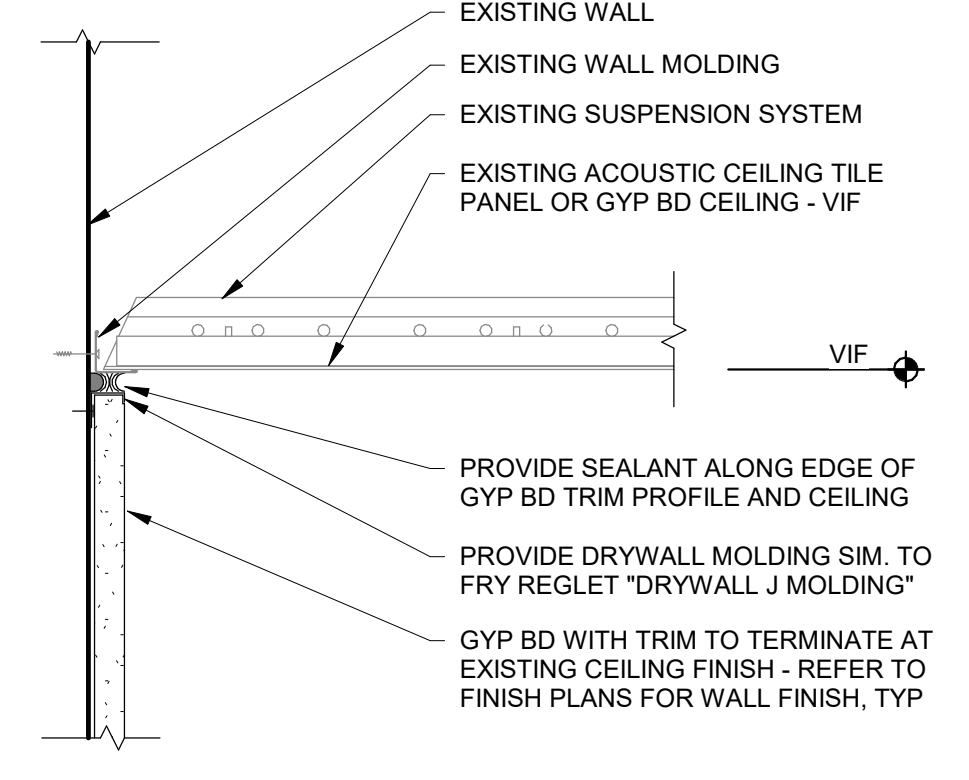 EXISTING WALL
EXISTING WALL MOLDING
EXISTING SUSPENSION SYSTEM
EXISTING ACOUSTIC CEILING TILE
PANEL OR GYP BD CEILING - VIF
VIF
PROVIDE SEALANT ALONG EDGE OF
GYP BD TRIM PROFILE AND CEILING
PROVIDE DRYWALL MOLDING SIM. TO
FRY REGLET "DRYWALL J MOLDING"
GYP BD WITH TRIM TO TERMINATE AT
EXISTING CEILING FINISH - REFER TO
FINISH PLANS FOR WALL FINISH, TYP